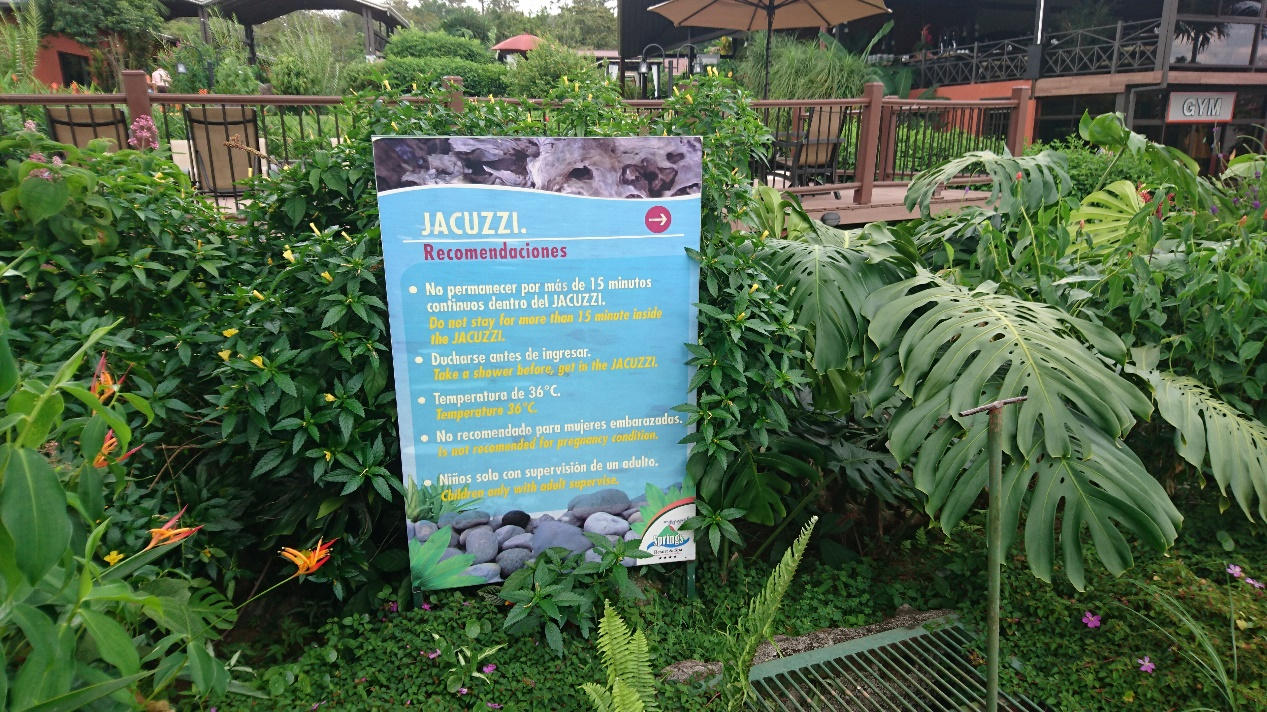 GYM
JACUZZI.
Recomendaciones
No permanecer por más de 15 minutos
continuos dentro del JACUZZI.
Do not stay for more than 15 minute inside
the JACUZZI.
Ducharse antes de ingresar.
Take a shower before, get in the JACUZZI.
Temperatura de 36°C.
Temperature 36°C.
No recomendado para mujeres embarazadas.
Is not recomended for pregnancy condition.
Niños solo con supervisión de un adulto.
Children only with adult supervise.
Springs
Resort & Spa